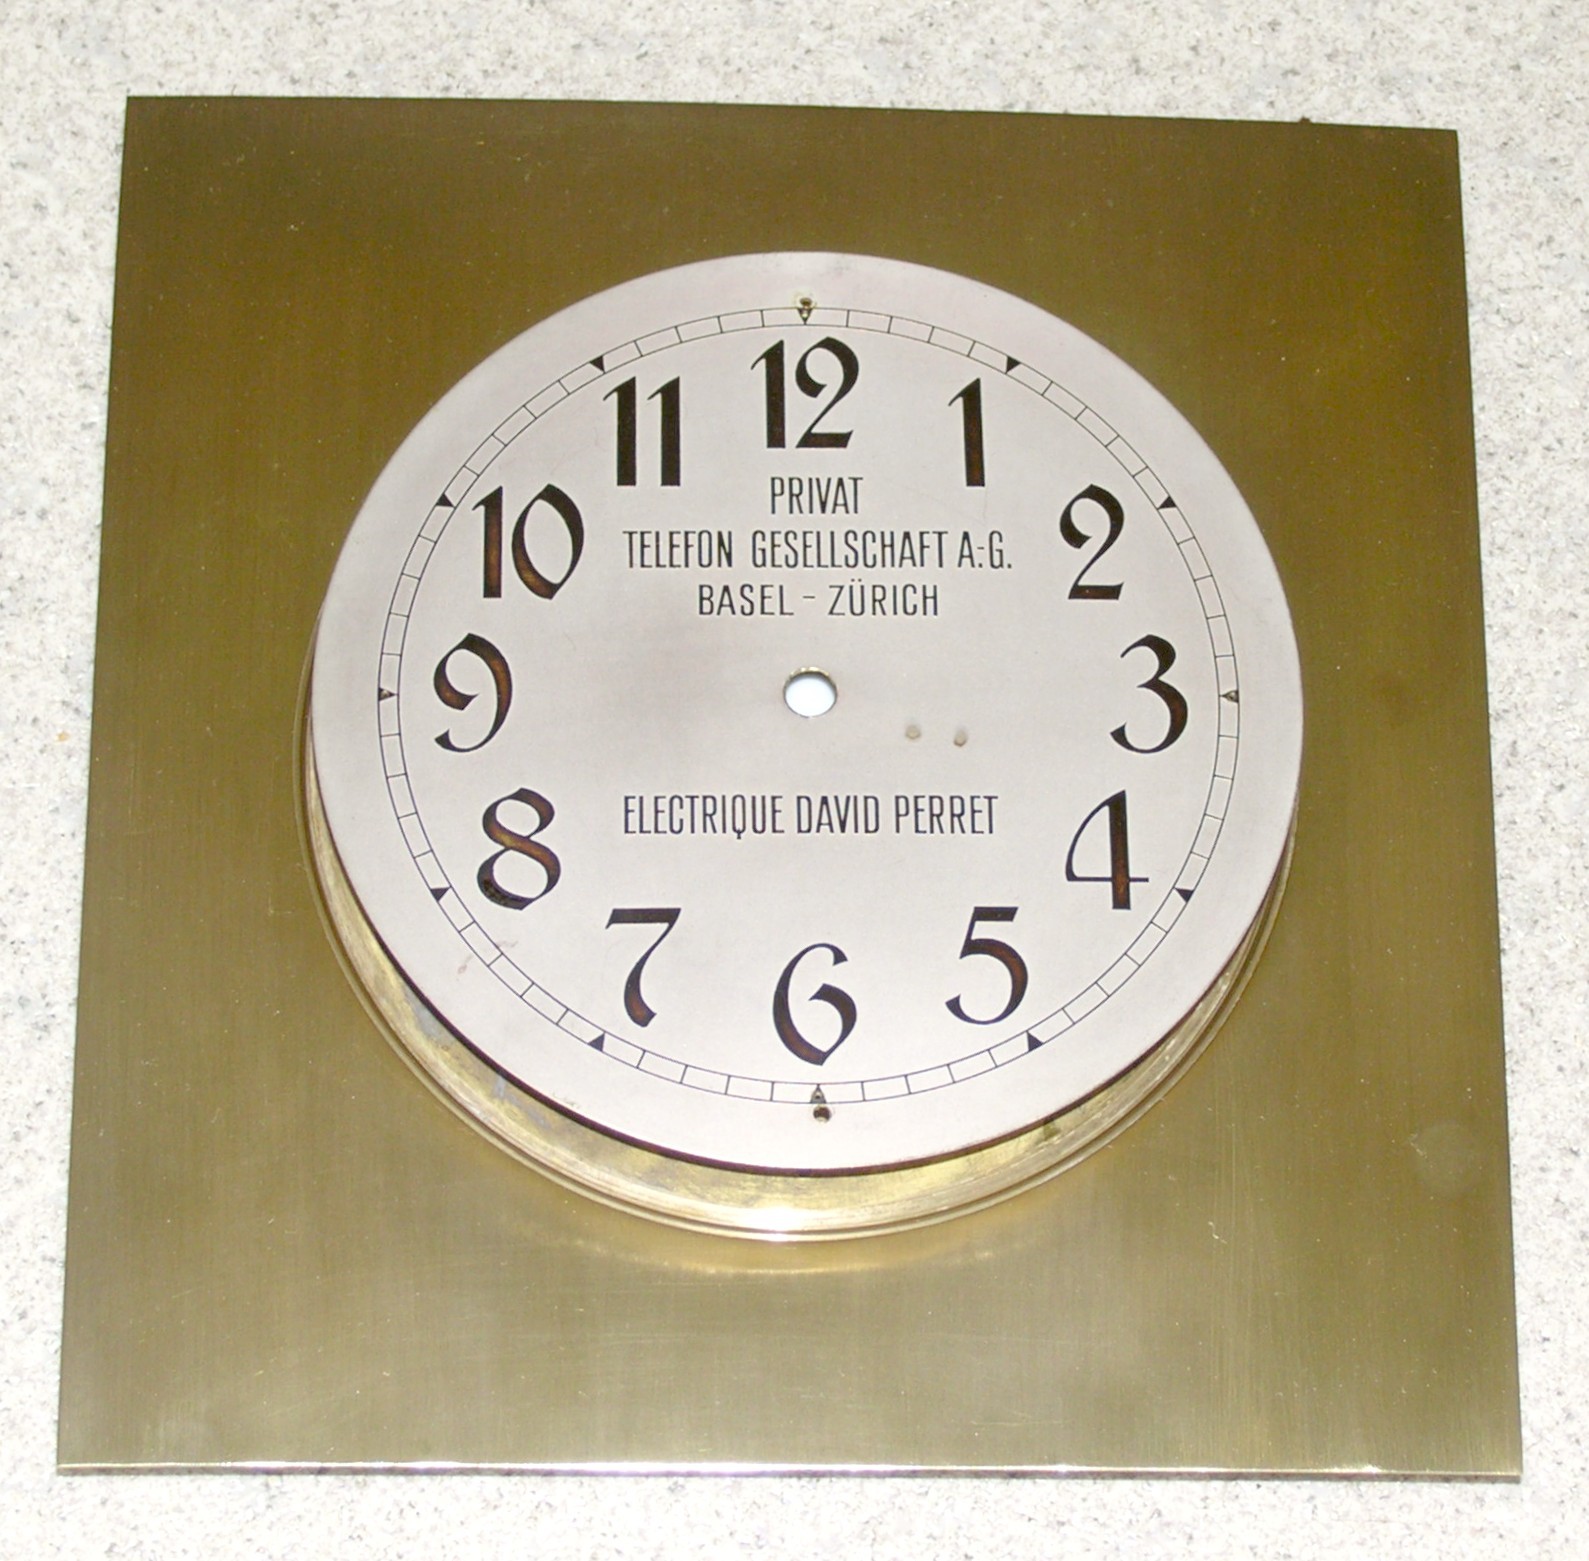 12
11 1
10 2
9 3
8 4
7 5
6
PRIVAT
TELEFON GESELLSCHAFT A.-G.
BASEL - ZÜRICH
ELECTRIQUE DAVID PERRET